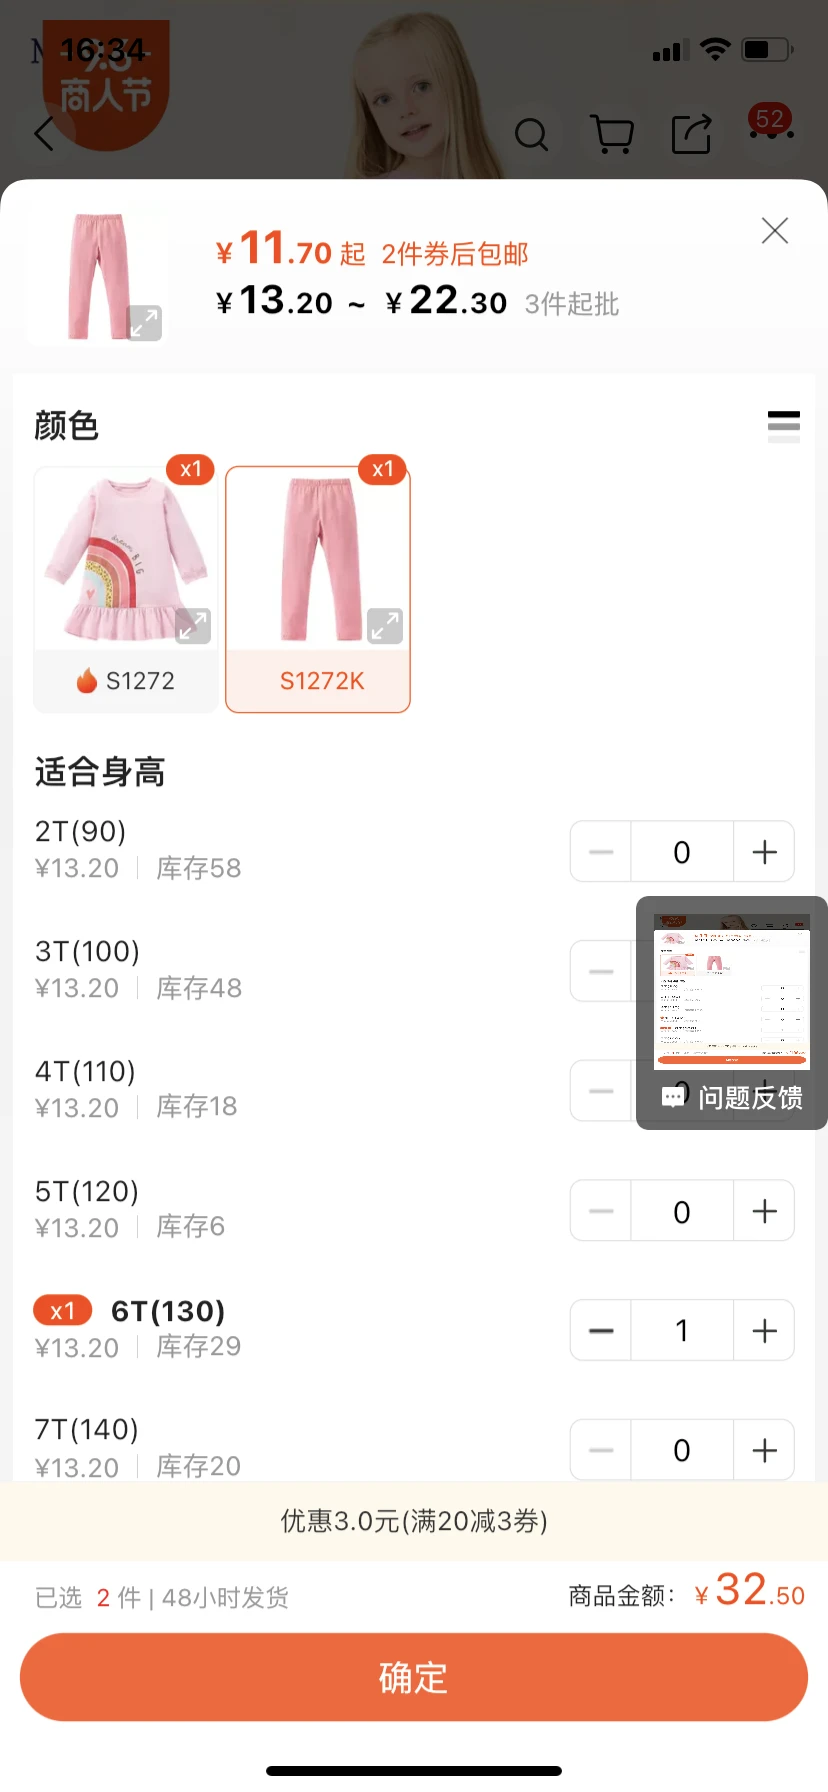 16:34
商人节
52
¥11.70起 2件券后包邮
¥13.20 ~ ¥22.30 3件起批
颜色
x1
x1
dream BIG
S1272
S1272K
适合身高
2T(90)
¥13.20 库存58
0
3T(100)
¥13.20 库存48
4T(110)
¥13.20 库存18
0
问题反馈
5T(120)
¥13.20 库存6
0
x1 6T(130)
¥13.20 库存29
1
7T(140)
¥13.20 库存20
0
优惠3.0元(满20减3券)
已选 2 件 | 48小时发货
商品金额: ¥32.50
确定